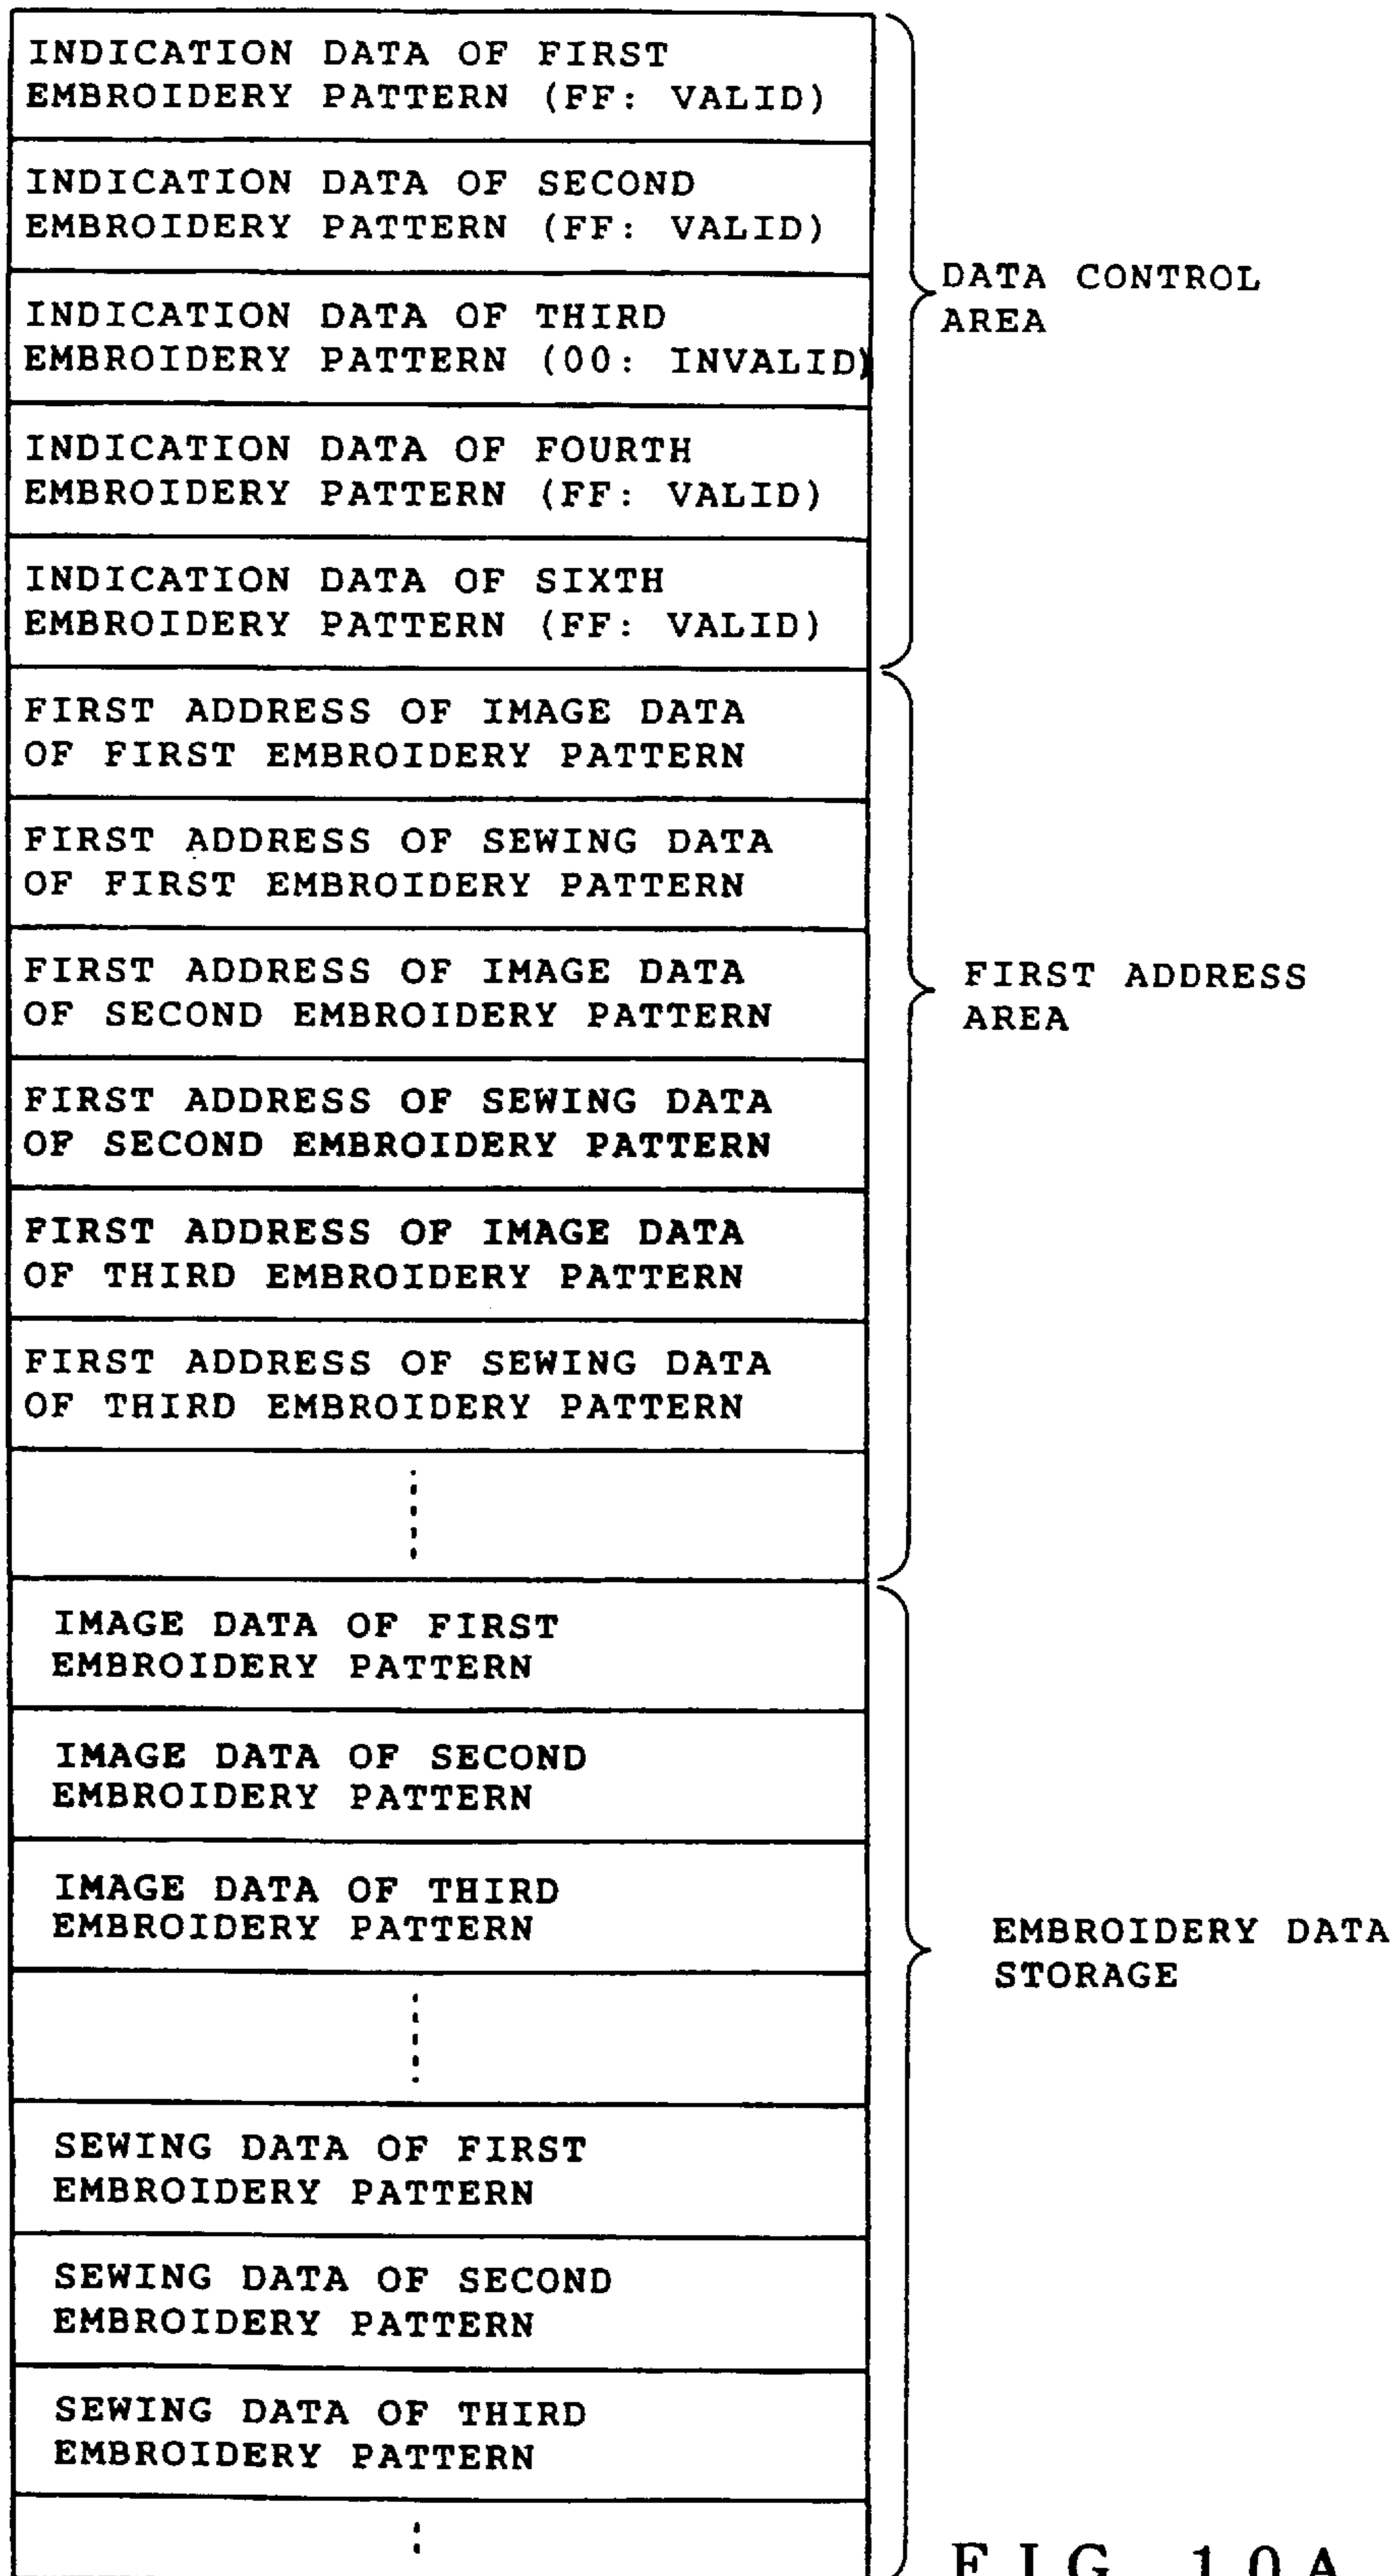 INDICATION DATA OF FIRST
EMBROIDERY PATTERN (FF: VALID)
INDICATION DATA OF SECOND
EMBROIDERY PATTERN (FF: VALID)
INDICATION DATA OF THIRD
EMBROIDERY PATTERN (00: INVALID)
INDICATION DATA OF FOURTH
EMBROIDERY PATTERN (FF: VALID)
INDICATION DATA OF SIXTH
EMBROIDERY PATTERN (FF: VALID)
DATA CONTROL
AREA
FIRST ADDRESS OF IMAGE DATA
OF FIRST EMBROIDERY PATTERN
FIRST ADDRESS OF SEWING DATA
OF FIRST EMBROIDERY PATTERN
FIRST ADDRESS OF IMAGE DATA
OF SECOND EMBROIDERY PATTERN
FIRST ADDRESS OF SEWING DATA
OF SECOND EMBROIDERY PATTERN
FIRST ADDRESS OF IMAGE DATA
OF THIRD EMBROIDERY PATTERN
FIRST ADDRESS OF SEWING DATA
OF THIRD EMBROIDERY PATTERN
FIRST ADDRESS
AREA
IMAGE DATA OF FIRST
EMBROIDERY PATTERN
IMAGE DATA OF SECOND
EMBROIDERY PATTERN
IMAGE DATA OF THIRD
EMBROIDERY PATTERN
SEWING DATA OF FIRST
EMBROIDERY PATTERN
SEWING DATA OF SECOND
EMBROIDERY PATTERN
SEWING DATA OF THIRD
EMBROIDERY PATTERN
EMBROIDERY DATA
STORAGE
FIG. 10A